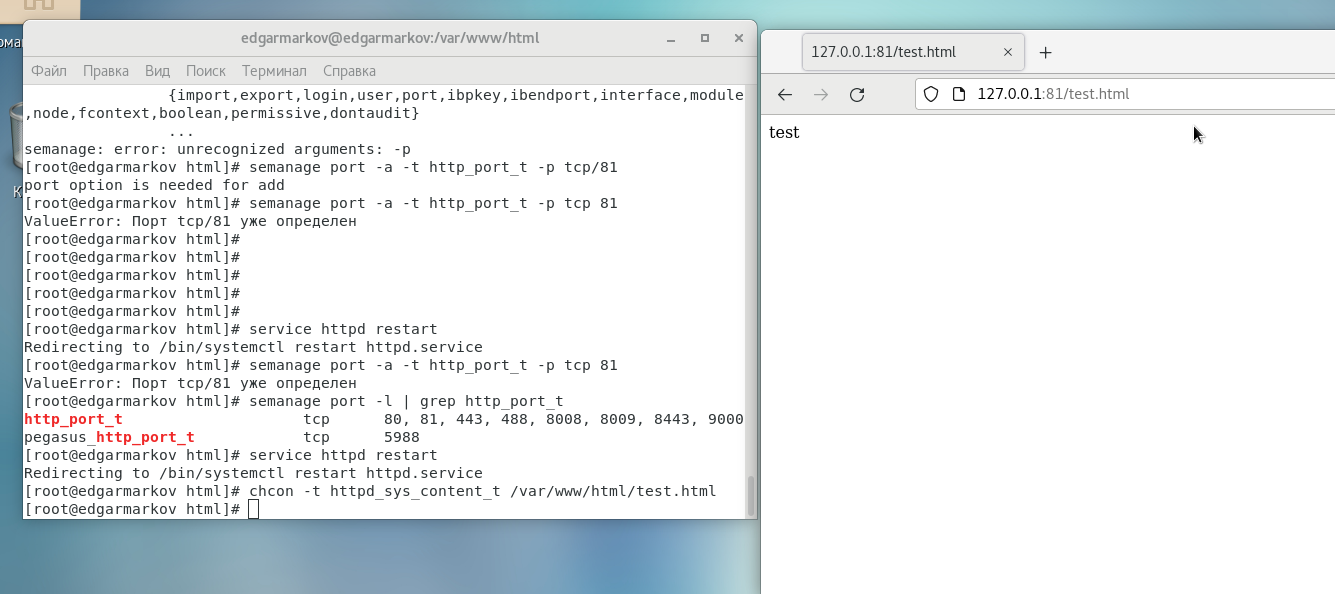 edgarmarkov@edgarmarkov:/var/www/html
Файл Правка Вид Поиск Терминал Справка
{import,export,login,user,port,ibpkey,ibendport,interface,module
,node,fcontext,boolean,permissive,dontaudit}
...
semanage: error: unrecognized arguments: -p
[root@edgarmarkov html]# semanage port -a -t http_port_t -p tcp/81
port option is needed for add
[root@edgarmarkov html]# semanage port -a -t http_port_t -p tcp 81
ValueError: Порт tcp/81 уже определен
[root@edgarmarkov html]#
[root@edgarmarkov html]#
[root@edgarmarkov html]#
[root@edgarmarkov html]#
[root@edgarmarkov html]#
[root@edgarmarkov html]# service httpd restart
Redirecting to /bin/systemctl restart httpd.service
[root@edgarmarkov html]# semanage port -a -t http_port_t -p tcp 81
ValueError: Порт tcp/81 уже определен
[root@edgarmarkov html]# semanage port -l | grep http_port_t
http_port_t tcp 80, 81, 443, 488, 8008, 8009, 8443, 9000
pegasus_http_port_t tcp 5988
[root@edgarmarkov html]# service httpd restart
Redirecting to /bin/systemctl restart httpd.service
[root@edgarmarkov html]# chcon -t httpd_sys_content_t /var/www/html/test.html
[root@edgarmarkov html]#
127.0.0.1:81/test.html
127.0.0.1:81/test.html
test